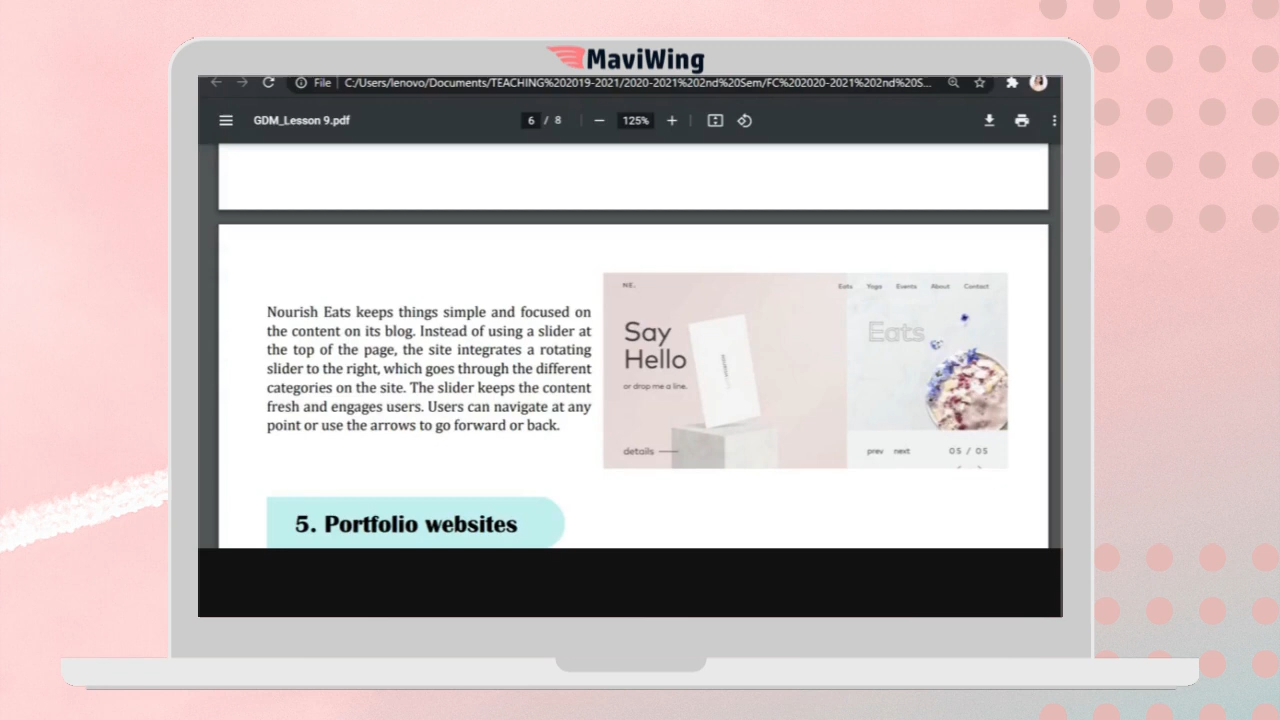 MaviWing
File C:/Users/lenovo/Documents/TEACHING%202019-2021/2020-2021%202nd%20Sem/FC%202020-2021%202nd%20S...
GDM_Lesson 9.pdf 6 / 8 125%
Nourish Eats keeps things simple and focused on
the content on its blog. Instead of using a slider at
the top of the page, the site integrates a rotating
slider to the right, which goes through the different
categories on the site. The slider keeps the content
fresh and engages users. Users can navigate at any
point or use the arrows to go forward or back.
NE.
Eats Yoga Events About Contact
Say
Hello
or drop me a line.
details
Eats
prev next 05 / 05
5. Portfolio websites